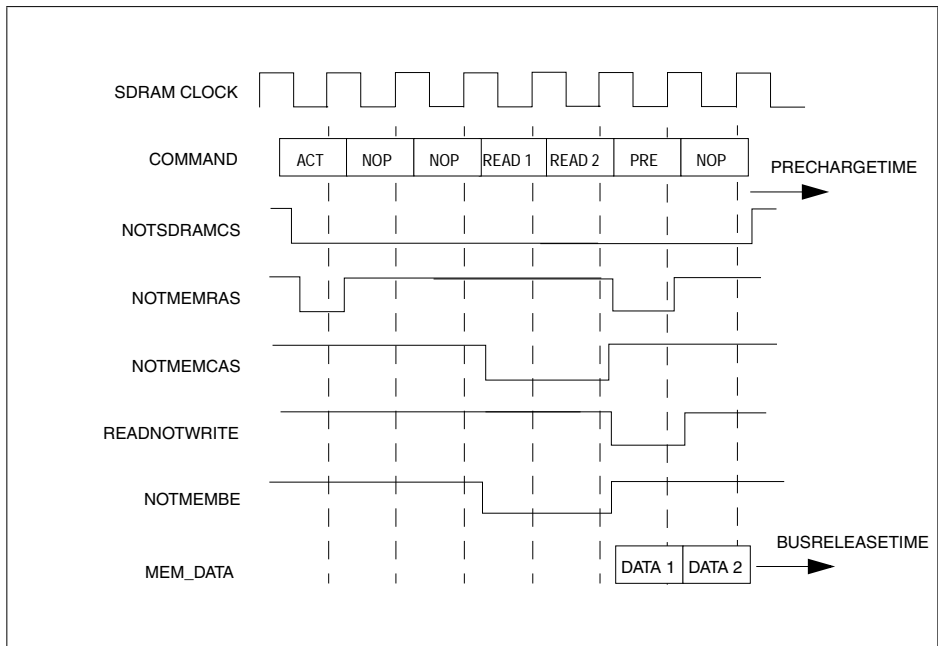 SDRAM CLOCK
COMMAND ACT NOP NOP READ 1 READ 2 PRE NOP
PRECHARGETIME
NOTSDRAMCS
NOTMEMRAS
NOTMEMCAS
READNOTWRITE
NOTMEMBE
BUSRELEASETIME
MEM_DATA DATA 1 DATA 2